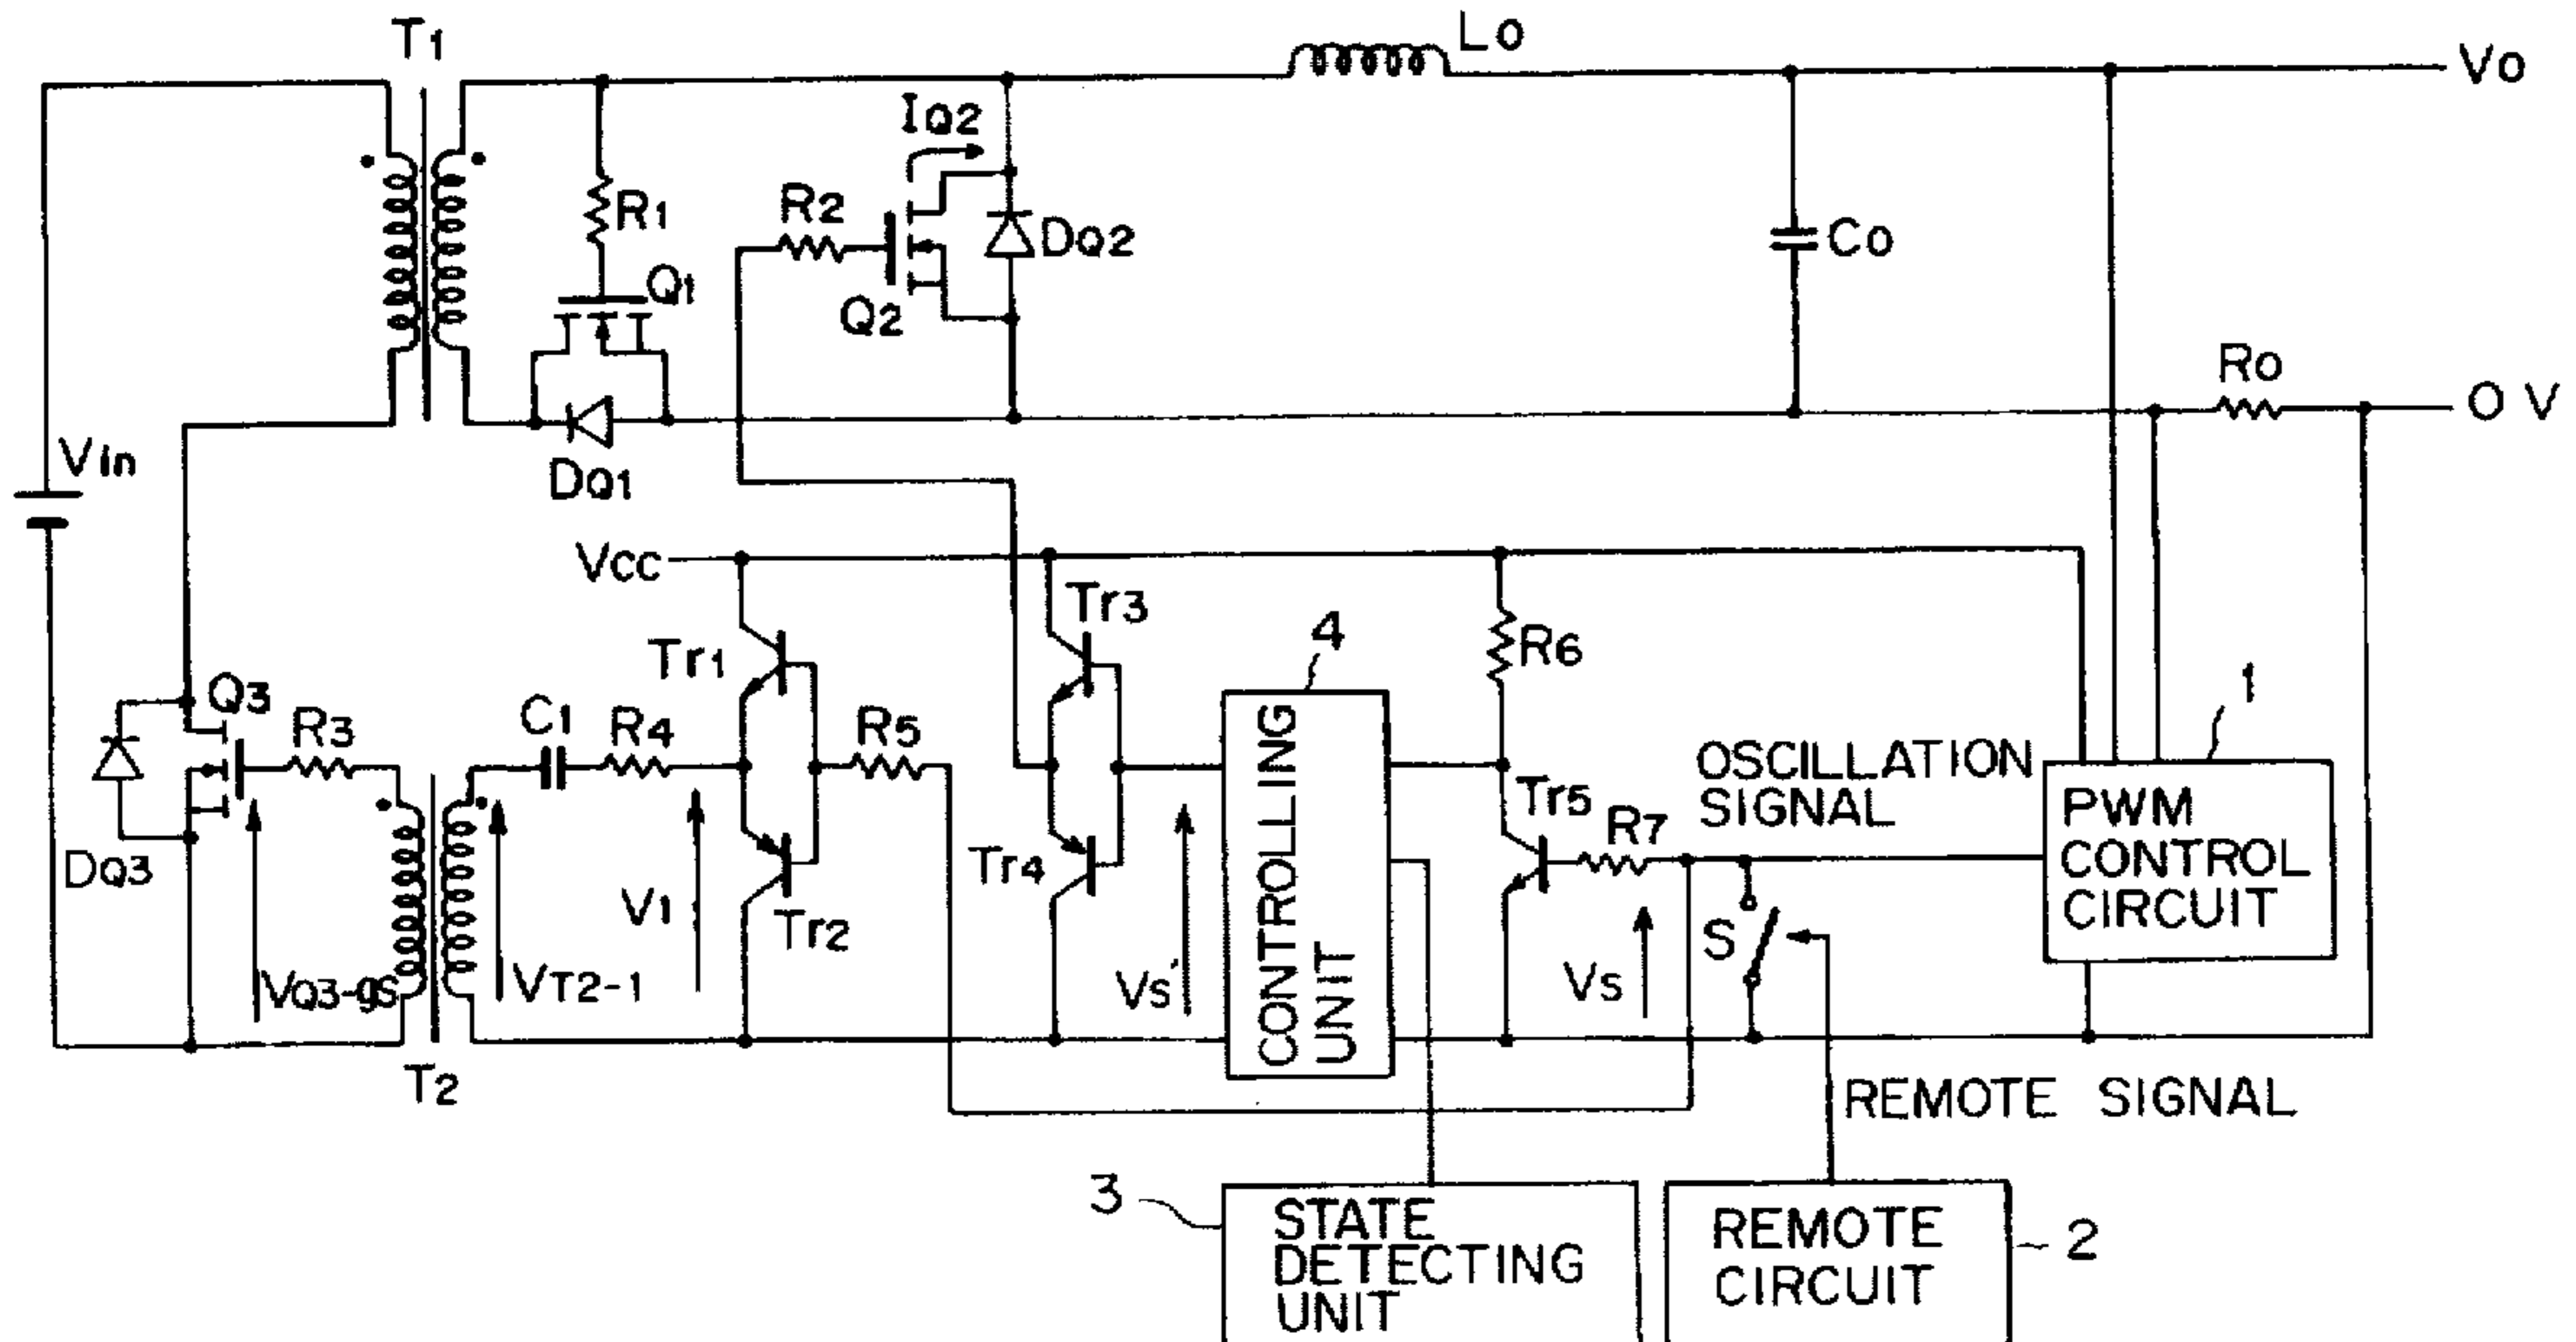 T1
Lo
Vo
IQ2
R1
R2
DQ2
Co
Q1
Q2
Ro
0 V
Vin
DQ1
Vcc
Tr3
4
Tr1
R6
1
Q3
R3
C1
R4
R5
OSCILLATION
SIGNAL
Tr5
R7
PWM
CONTROL
CIRCUIT
CONTROLLING
UNIT
DQ3
V1
Tr2
Tr4
S
VQ3-gs
VT2-1
Vs'
Vs
T2
REMOTE SIGNAL
3
STATE
DETECTING
UNIT
REMOTE
CIRCUIT
2